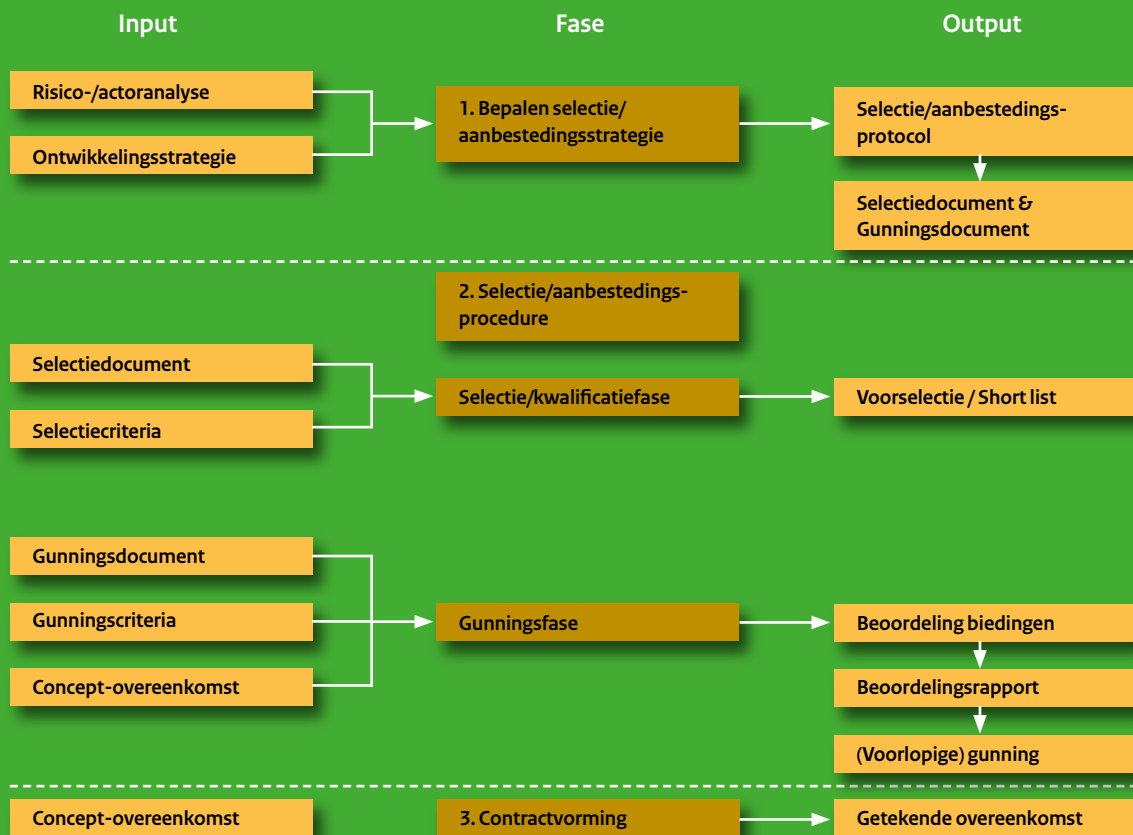 Input
Fase
Output
Risico-/actoranalyse
Ontwikkelingsstrategie
1. Bepalen selectie/
aanbestedingsstrategie
Selectie/aanbestedings-
protocol
Selectiedocument &
Gunningsdocument
2. Selectie/aanbestedings-
procedure
Selectiedocument
Selectiecriteria
Selectie/kwalificatiefase
Voorselectie / Short list
Gunningsdocument
Gunningscriteria
Concept-overeenkomst
Gunningsfase
Beoordeling biedingen
Beoordelingsrapport
(Voorlopige) gunning
Concept-overeenkomst
3. Contractvorming
Getekende overeenkomst